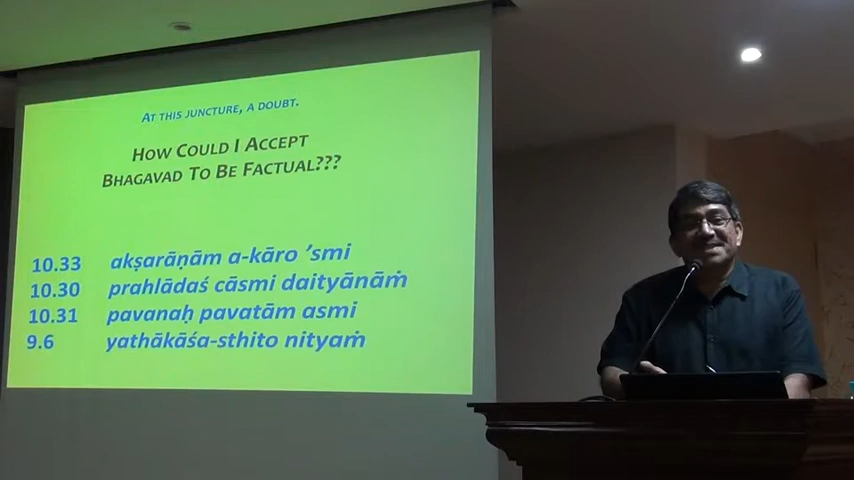 AT THIS JUNCTURE, A DOUBT.
HOW COULD I ACCEPT
BHAGAVAD TO BE FACTUAL???
10.33 akṣarāṇām a-kāro ’smi
10.30 prahlādaś cāsmi daityānāṁ
10.31 pavanaḥ pavatām asmi
9.6 yathākāśa-sthito nityaṁ